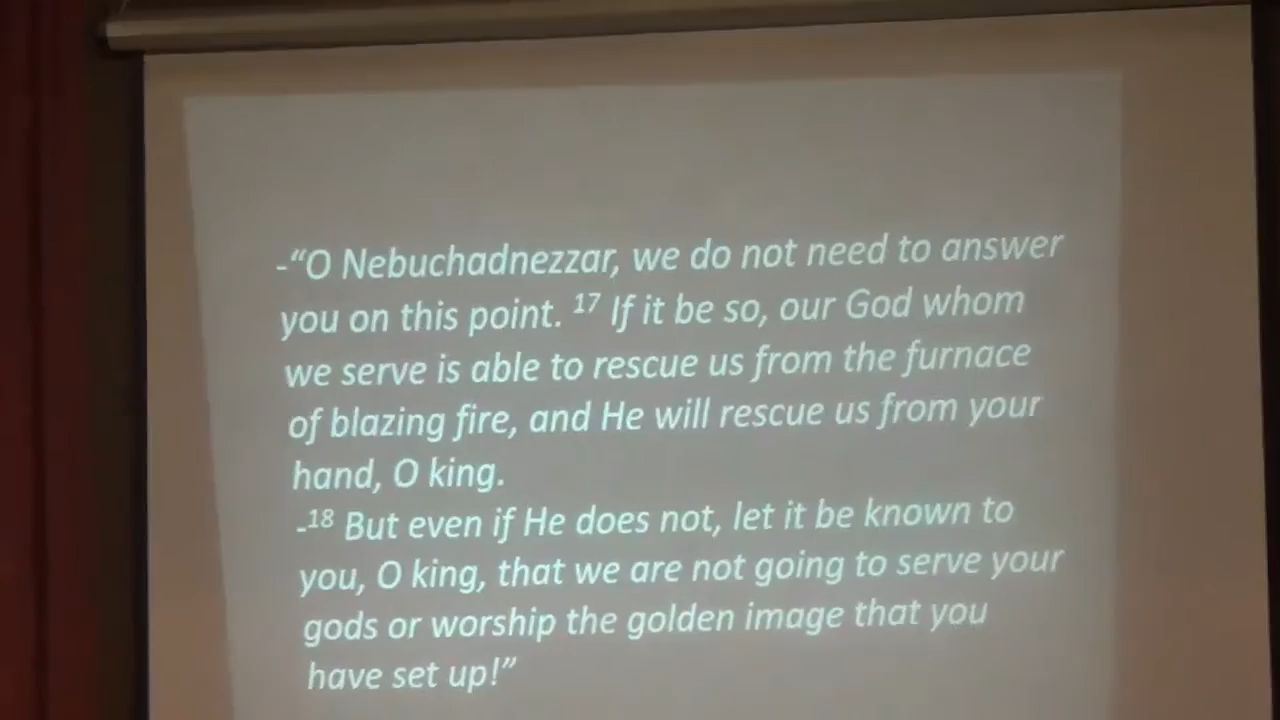 -“O Nebuchadnezzar, we do not need to answer
you on this point. 17 If it be so, our God whom
we serve is able to rescue us from the furnace
of blazing fire, and He will rescue us from your
hand, O king.
-18 But even if He does not, let it be known to
you, O king, that we are not going to serve your
gods or worship the golden image that you
have set up!”